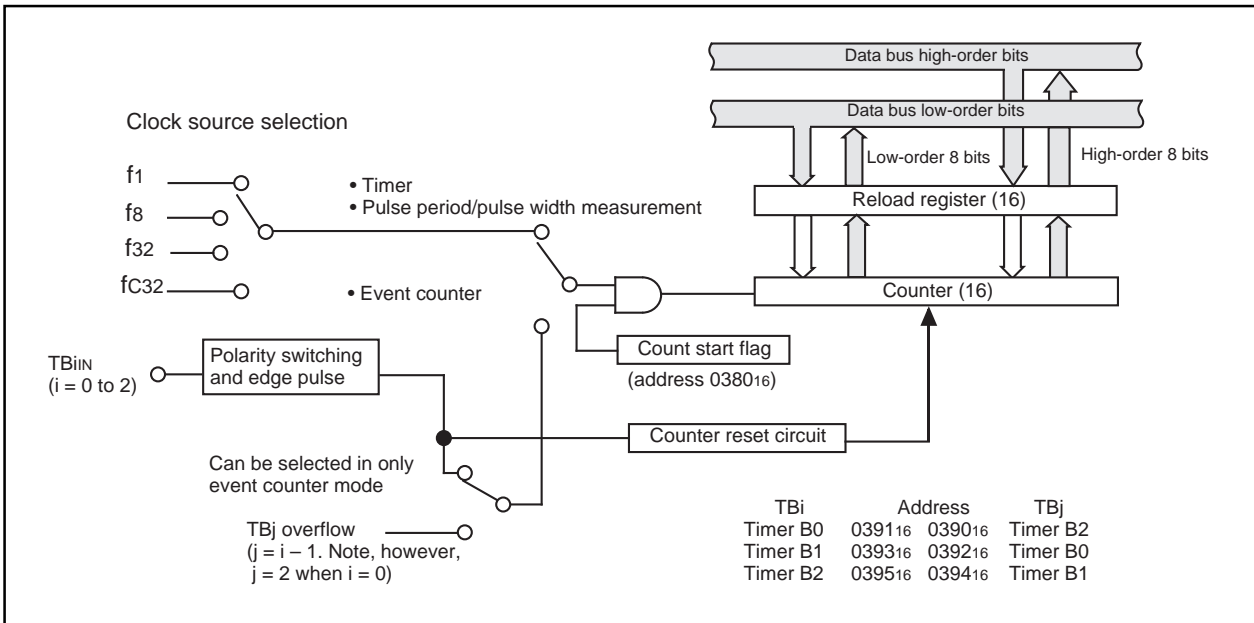 Data bus high-order bits
Data bus low-order bits
Clock source selection
Low-order 8 bits
High-order 8 bits
f1
• Timer
• Pulse period/pulse width measurement
Reload register (16)
f8
f32
fC32
• Event counter
Counter (16)
TBiIN
(i = 0 to 2)
Polarity switching
and edge pulse
Count start flag
(address 038016)
Counter reset circuit
Can be selected in only
event counter mode
TBj overflow
(j = i – 1. Note, however,
j = 2 when i = 0)
TBi Address TBj
Timer B0 039116 039016 Timer B2
Timer B1 039316 039216 Timer B0
Timer B2 039516 039416 Timer B1